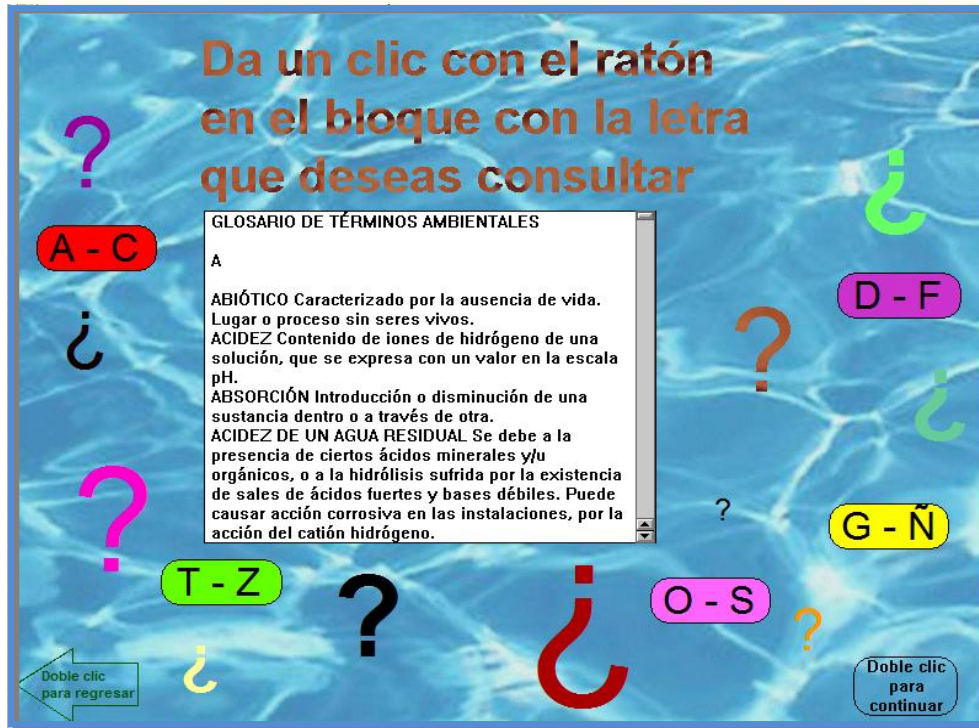 Da un clic con el ratón
en el bloque con la letra
que deseas consultar
?
¿
A - C
GLOSARIO DE TÉRMINOS AMBIENTALES
A
ABIÓTICO Caracterizado por la ausencia de vida.
Lugar o proceso sin seres vivos.
ACIDEZ Contenido de iones de hidrógeno de una
solución, que se expresa con un valor en la escala
pH.
ABSORCIÓN Introducción o disminución de una
sustancia dentro o a través de otra.
ACIDEZ DE UN AGUA RESIDUAL Se debe a la
presencia de ciertos ácidos minerales y/u
orgánicos, o a la hidrólisis sufrida por la existencia
de sales de ácidos fuertes y bases débiles. Puede
causar acción corrosiva en las instalaciones, por la
acción del catión hidrógeno.
D - F
¿
?
¿
?
?
G - Ñ
T - Z
?
¿
O - S
?
¿
Doble clic
para regresar
Doble clic
para
continuar